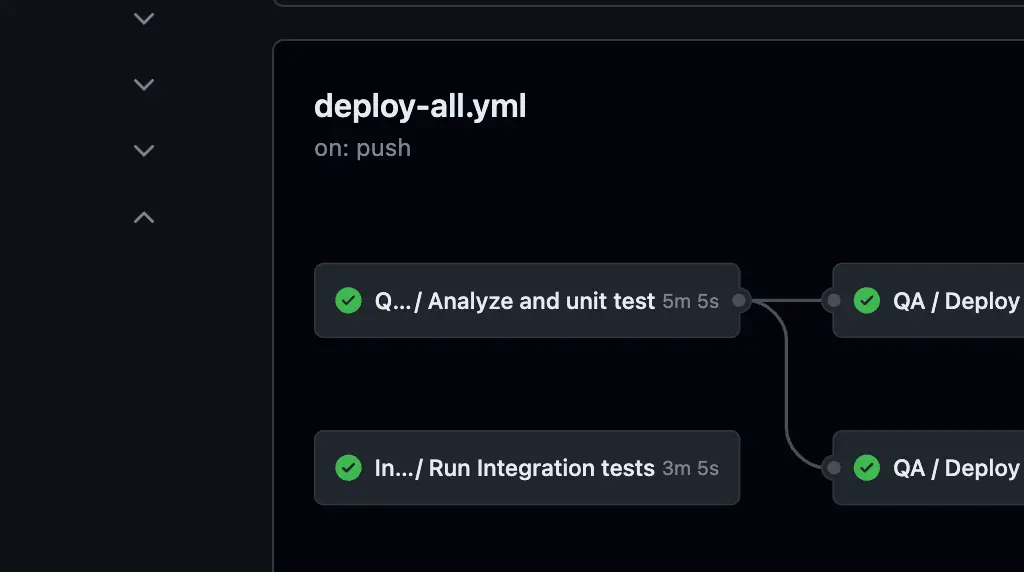 deploy-all.yml
on: push
Q.../ Analyze and unit test 5m 5s
QA / Deploy
In.../ Run Integration tests 3m 5s
QA / Deploy